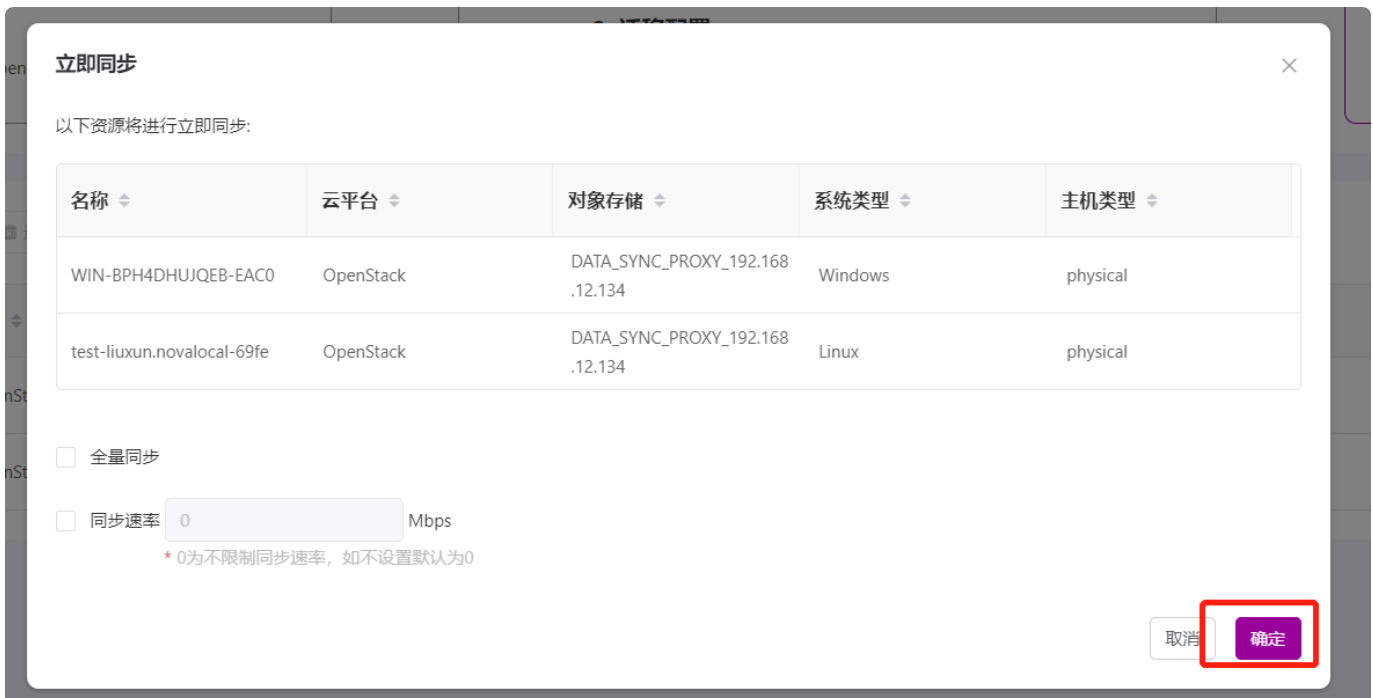 立即同步
以下资源将进行立即同步:
名称 云平台 对象存储 系统类型 主机类型
WIN-BPH4DHUJQEB-EAC0 OpenStack DATA_SYNC_PROXY_192.168 Windows physical
.12.134
test-liuxun.novalocal-69fe OpenStack DATA_SYNC_PROXY_192.168 Linux physical
.12.134
全量同步
同步速率 0 Mbps
* 0为不限制同步速率，如不设置默认为0
取消 确定